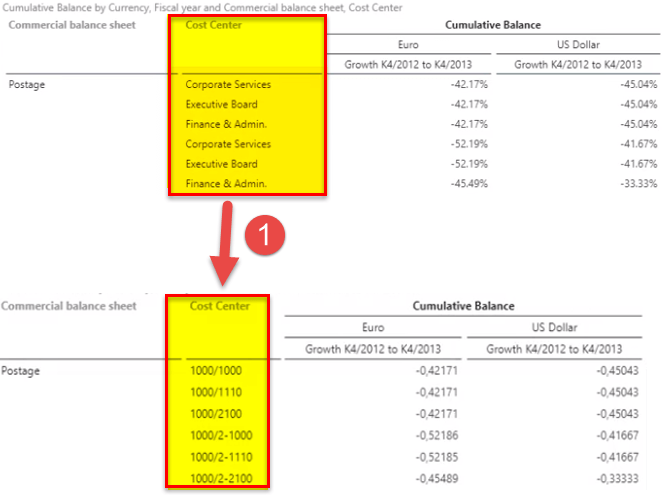 Cumulative Balance by Currency, Fiscal year and Commercial balance sheet, Cost Center
Commercial balance sheet Cost Center Cumulative Balance
Euro US Dollar
Growth K4/2012 to K4/2013 Growth K4/2012 to K4/2013
Postage Corporate Services -42.17% -45.04%
Executive Board -42.17% -45.04%
Finance & Admin. -42.17% -45.04%
Corporate Services -52.19% -41.67%
Executive Board -52.19% -41.67%
Finance & Admin. -45.49% -33.33%
1
Commercial balance sheet Cost Center Cumulative Balance
Euro US Dollar
Growth K4/2012 to K4/2013 Growth K4/2012 to K4/2013
Postage 1000/1000 -0,42171 -0,45043
1000/1110 -0,42171 -0,45043
1000/2100 -0,42171 -0,45043
1000/2-1000 -0,52186 -0,41667
1000/2-1110 -0,52185 -0,41667
1000/2-2100 -0,45489 -0,33333